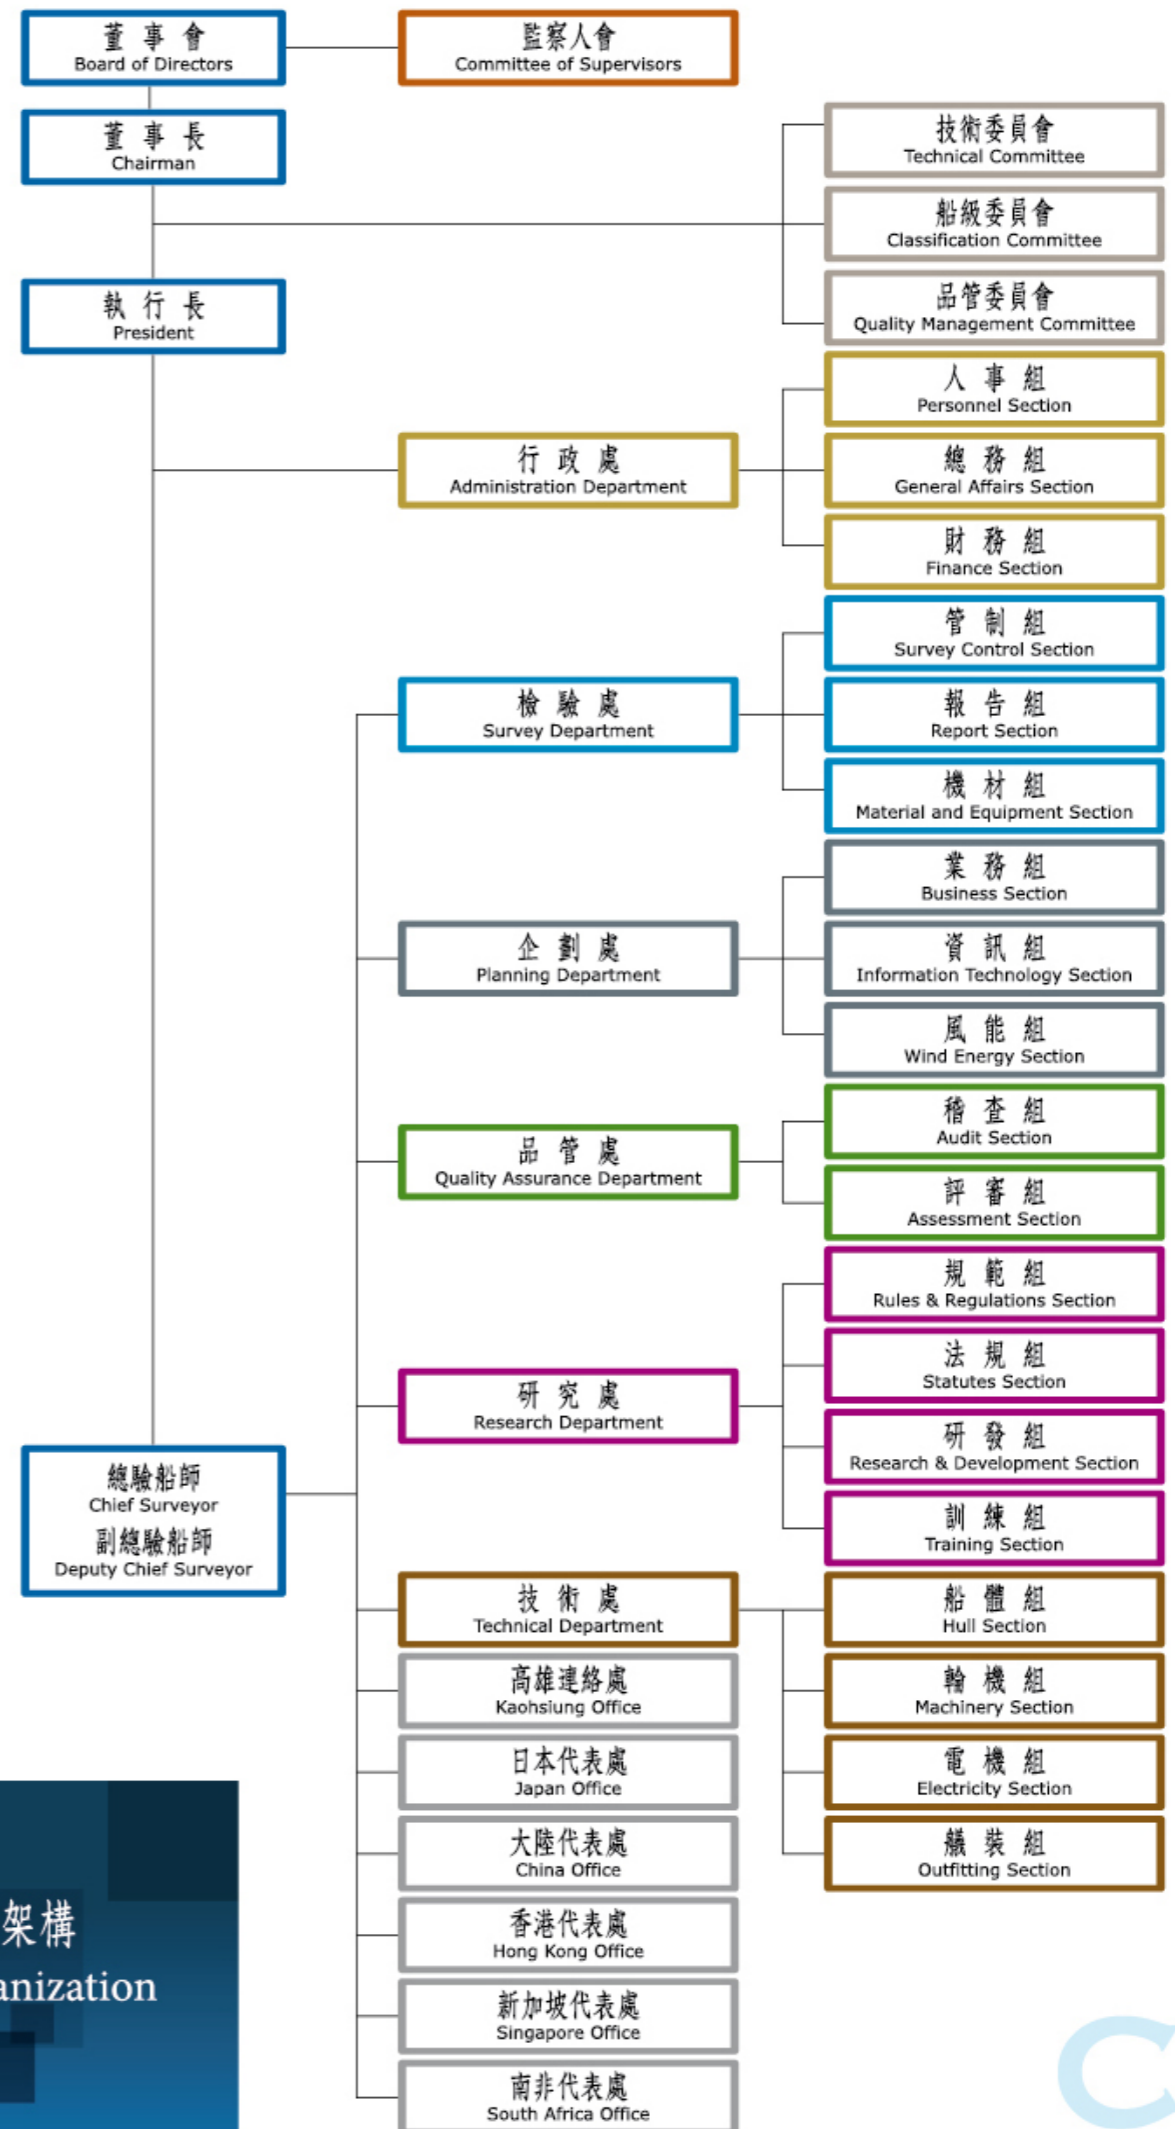 董事會
Board of Directors
監察人會
Committee of Supervisors
董事長
Chairman
技術委員會
Technical Committee
船級委員會
Classification Committee
品管委員會
Quality Management Committee
執行長
President
人事組
Personnel Section
行政處
Administration Department
總務組
General Affairs Section
財務組
Finance Section
管制組
Survey Control Section
檢驗處
Survey Department
報告組
Report Section
機材組
Material and Equipment Section
業務組
Business Section
企劃處
Planning Department
資訊組
Information Technology Section
風能組
Wind Energy Section
稽查組
Audit Section
品管處
Quality Assurance Department
評審組
Assessment Section
規範組
Rules & Regulations Section
法規組
Statutes Section
研究處
Research Department
研發組
Research & Development Section
訓練組
Training Section
總驗船師
Chief Surveyor
副總驗船師
Deputy Chief Surveyor
技術處
Technical Department
船體組
Hull Section
高雄連絡處
Kaohsiung Office
輪機組
Machinery Section
日本代表處
Japan Office
電機組
Electricity Section
大陸代表處
China Office
艤裝組
Outfitting Section
香港代表處
Hong Kong Office
新加坡代表處
Singapore Office
南非代表處
South Africa Office
架構
anization
C